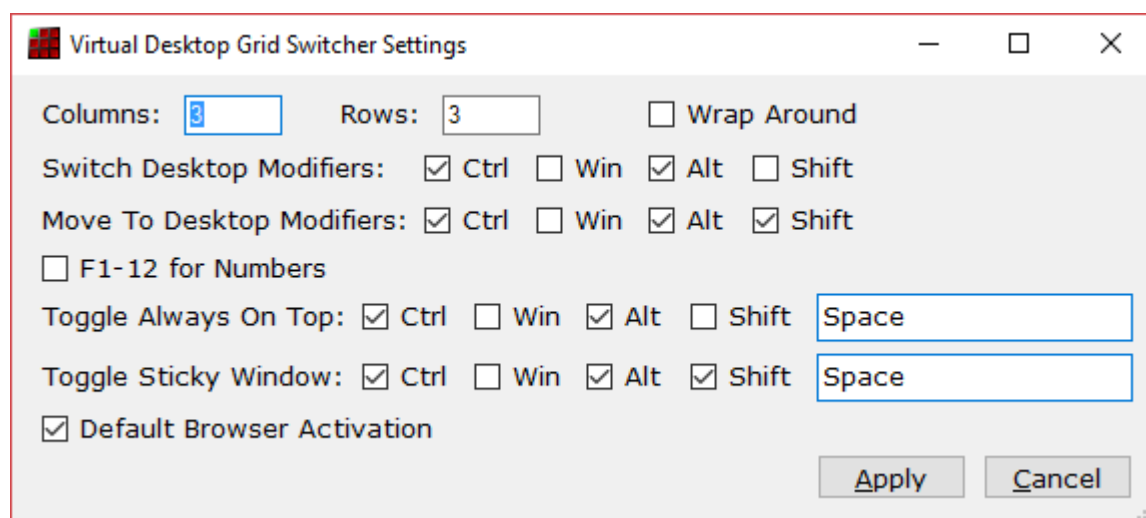 Virtual Desktop Grid Switcher Settings
Columns: 3 Rows: 3 Wrap Around
Switch Desktop Modifiers: Ctrl Win Alt Shift
Move To Desktop Modifiers: Ctrl Win Alt Shift
F1-12 for Numbers
Toggle Always On Top: Ctrl Win Alt Shift Space
Toggle Sticky Window: Ctrl Win Alt Shift Space
Default Browser Activation
Apply Cancel